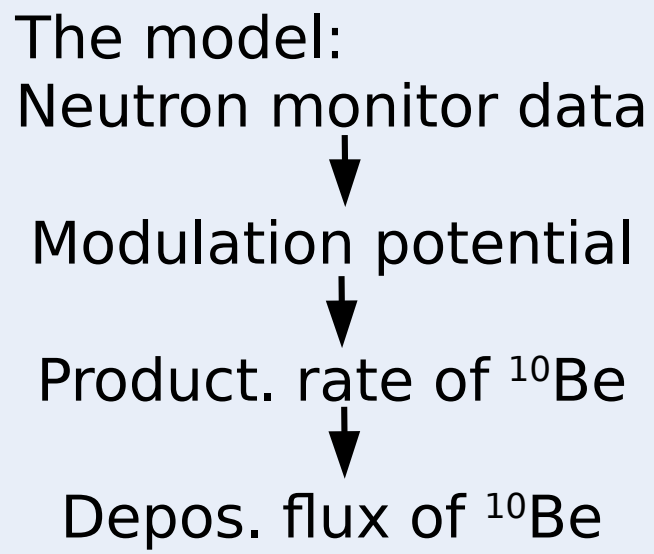 The model:
Neutron monitor data
Modulation potential
Product. rate of ¹⁰Be
Depos. flux of ¹⁰Be